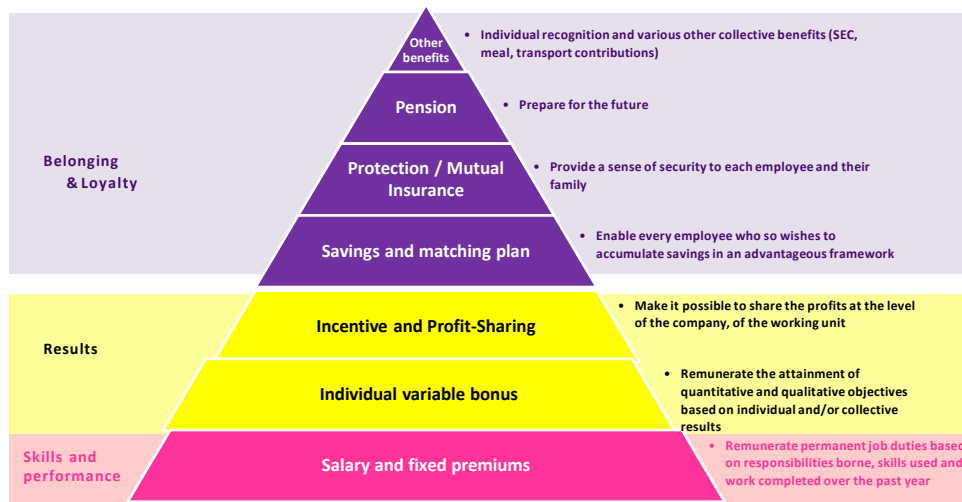 Other
benefits
• Individual recognition and various other collective benefits (SEC,
meal, transport contributions)
Pension
• Prepare for the future
Belonging
& Loyalty
Protection / Mutual
Insurance
• Provide a sense of security to each employee and their
family
Savings and matching plan
• Enable every employee who so wishes to
accumulate savings in an advantageous framework
Results
Incentive and Profit-Sharing
• Make it possible to share the profits at the level
of the company, of the working unit
Individual variable bonus
• Remunerate the attainment of
quantitative and qualitative objectives
based on individual and/or collective
results
Skills and
performance
Salary and fixed premiums
• Remunerate permanent job duties based
on responsibilities borne, skills used and
work completed over the past year